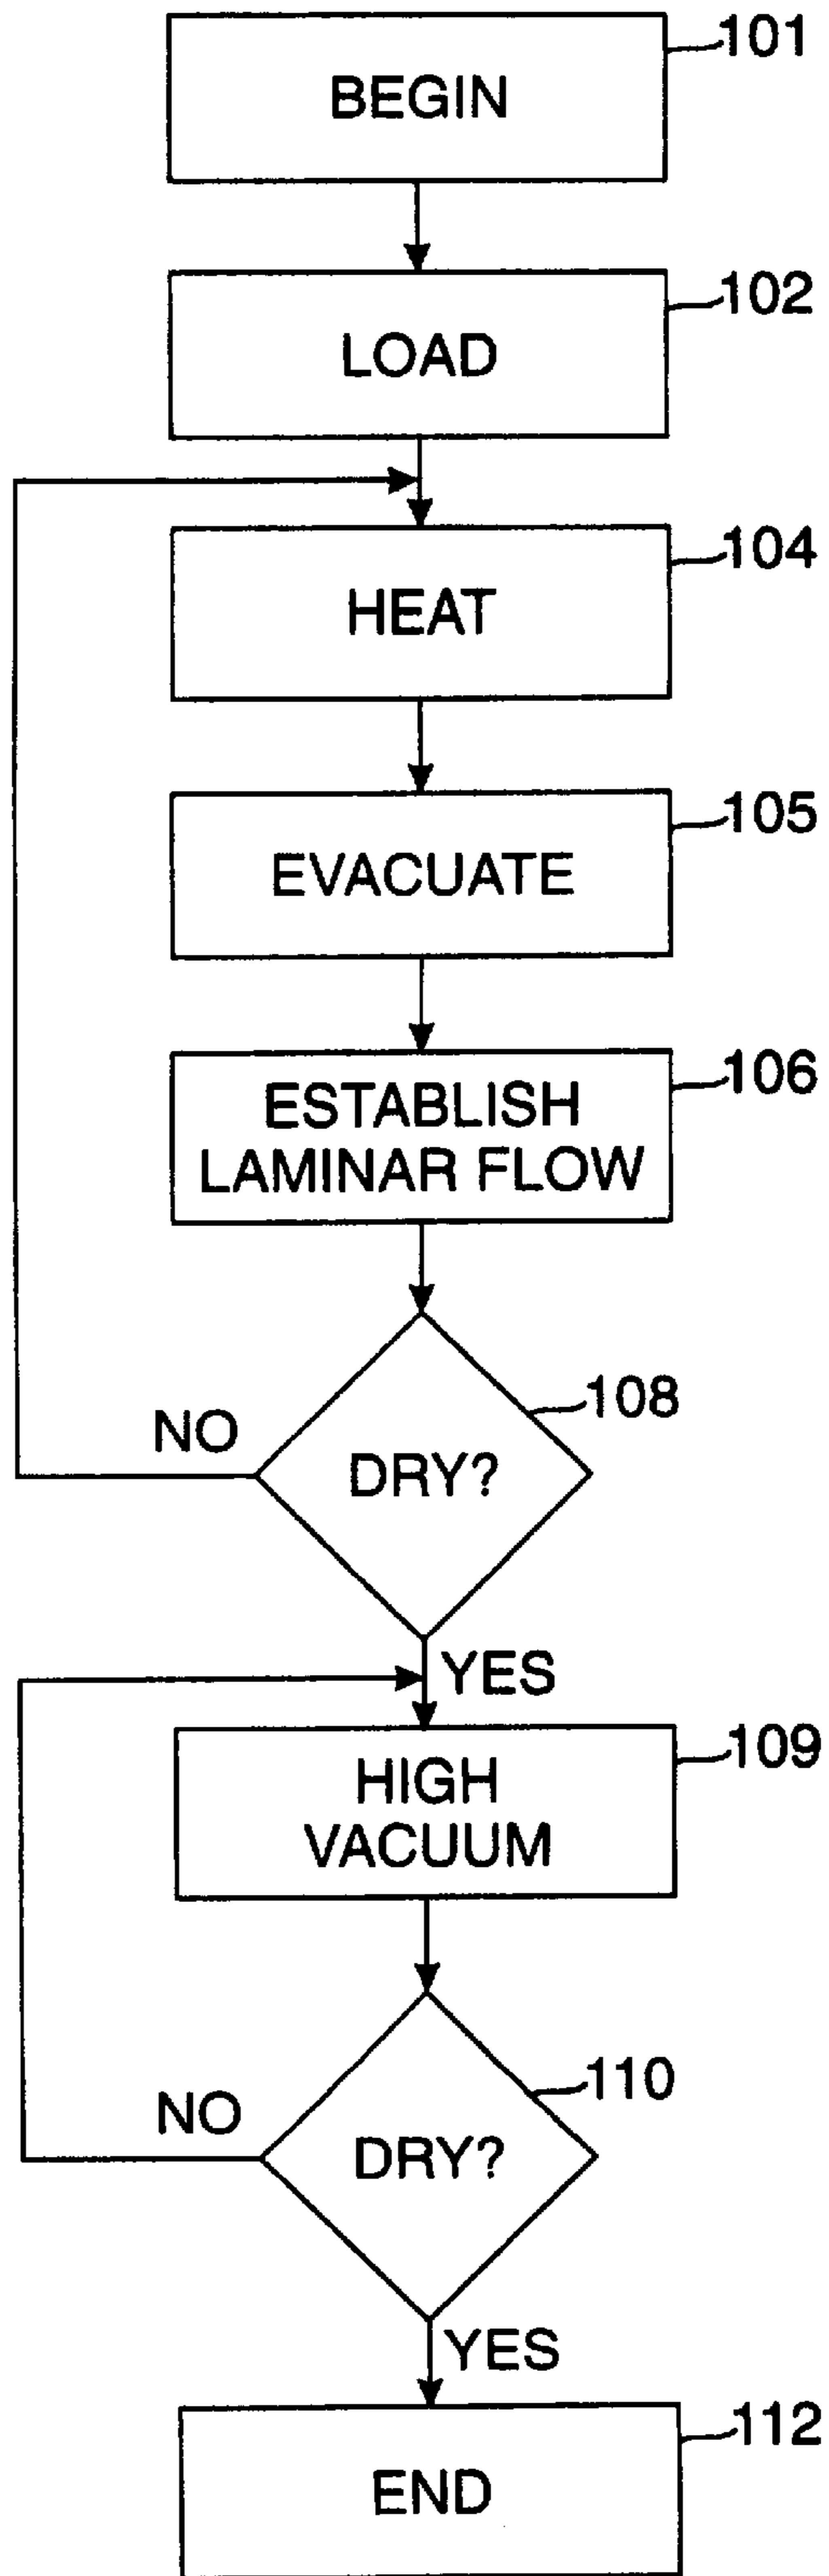 101
BEGIN
102
LOAD
104
HEAT
105
EVACUATE
106
ESTABLISH
LAMINAR FLOW
108
NO
DRY?
YES
109
HIGH
VACUUM
110
NO
DRY?
YES
112
END